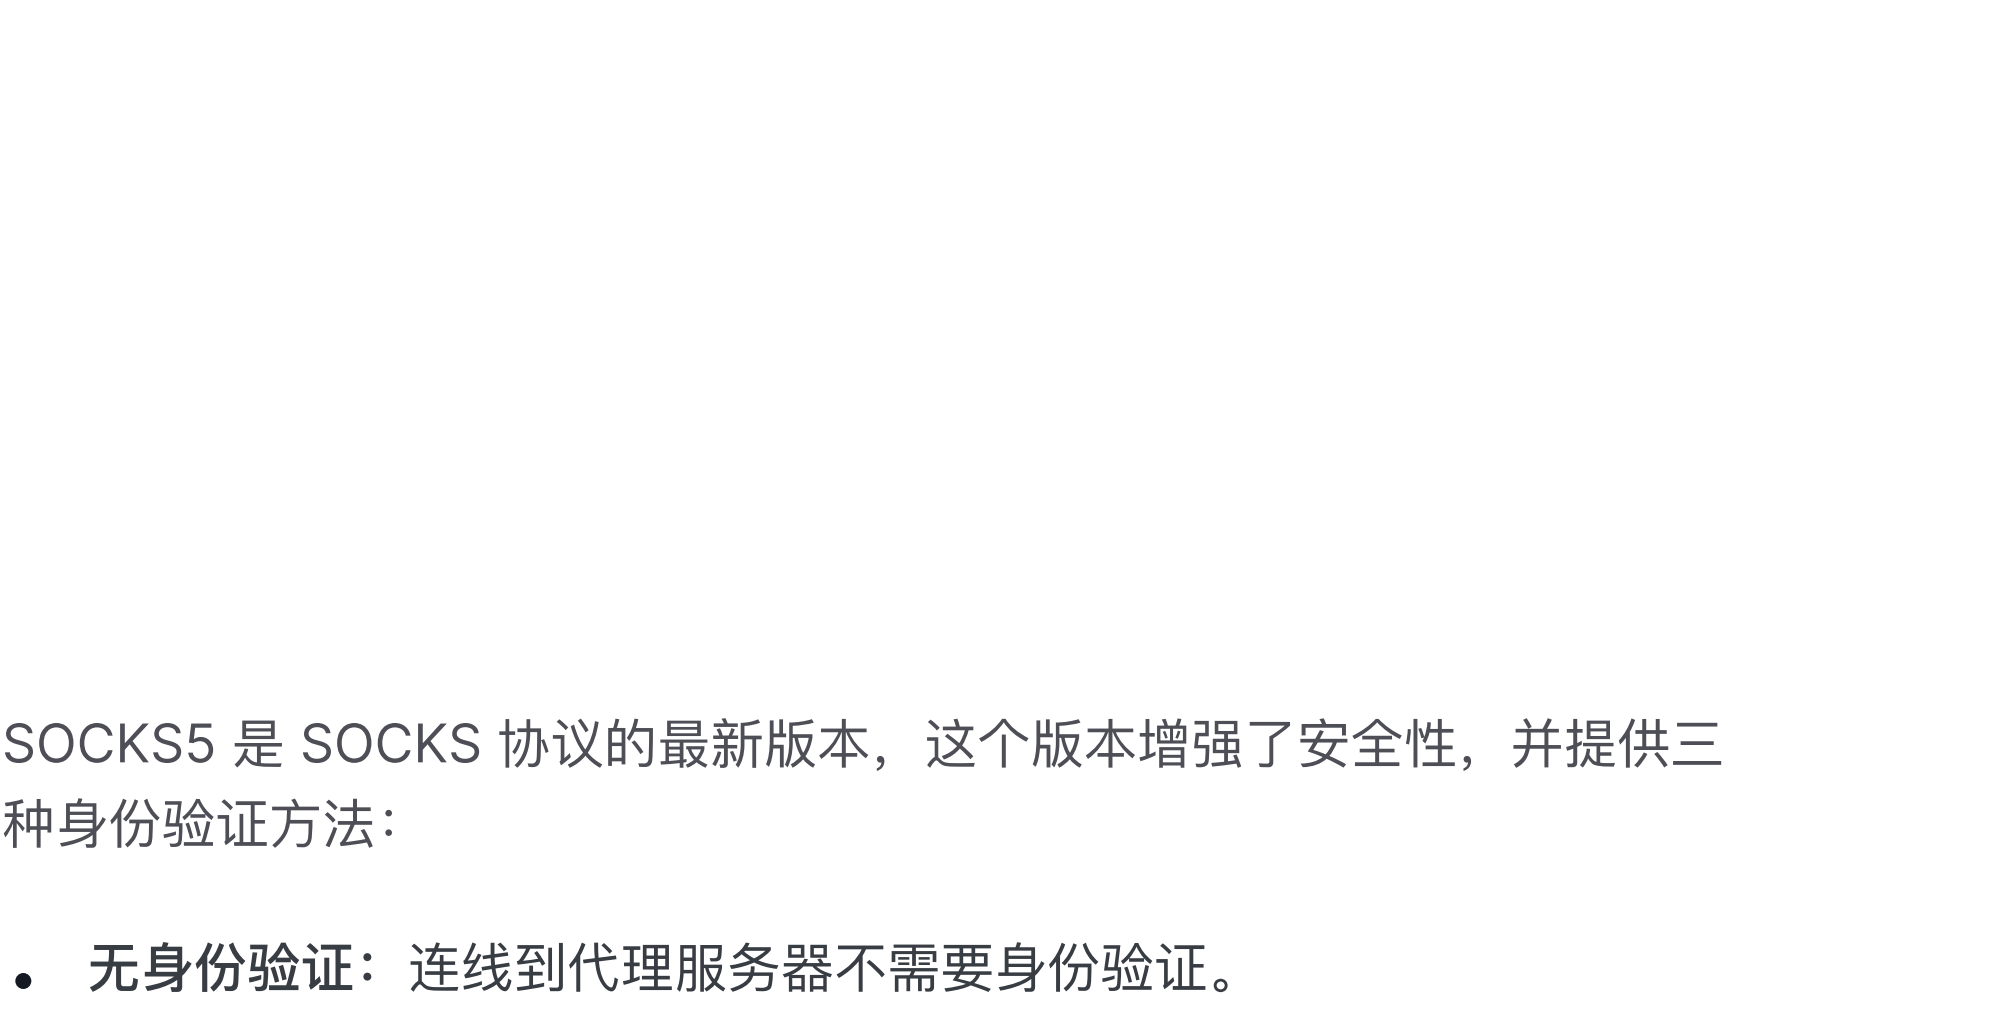 SOCKS5 是 SOCKS 协议的最新版本，这个版本增强了安全性，并提供三
种身份验证方法：
• 无身份验证：连线到代理服务器不需要身份验证。